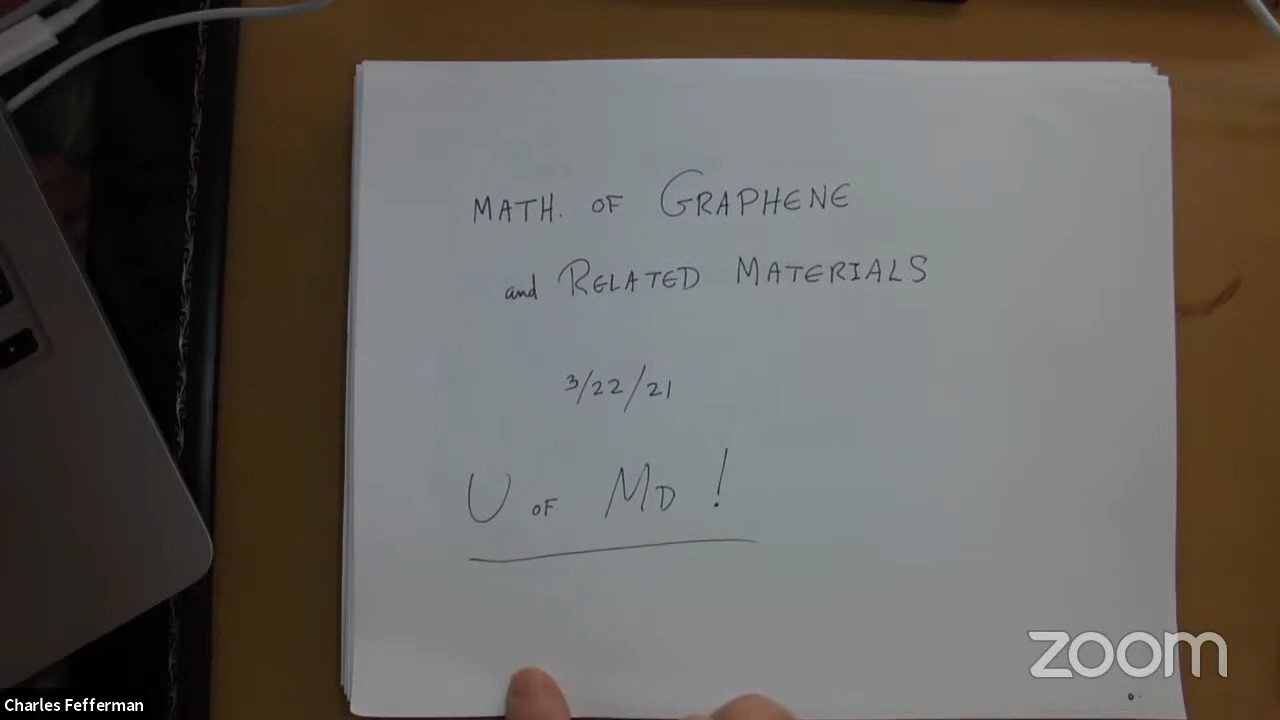 MATH. OF GRAPHENE
and RELATED MATERIALS
3/22/21
U OF MD!
zoom
Charles Fefferman